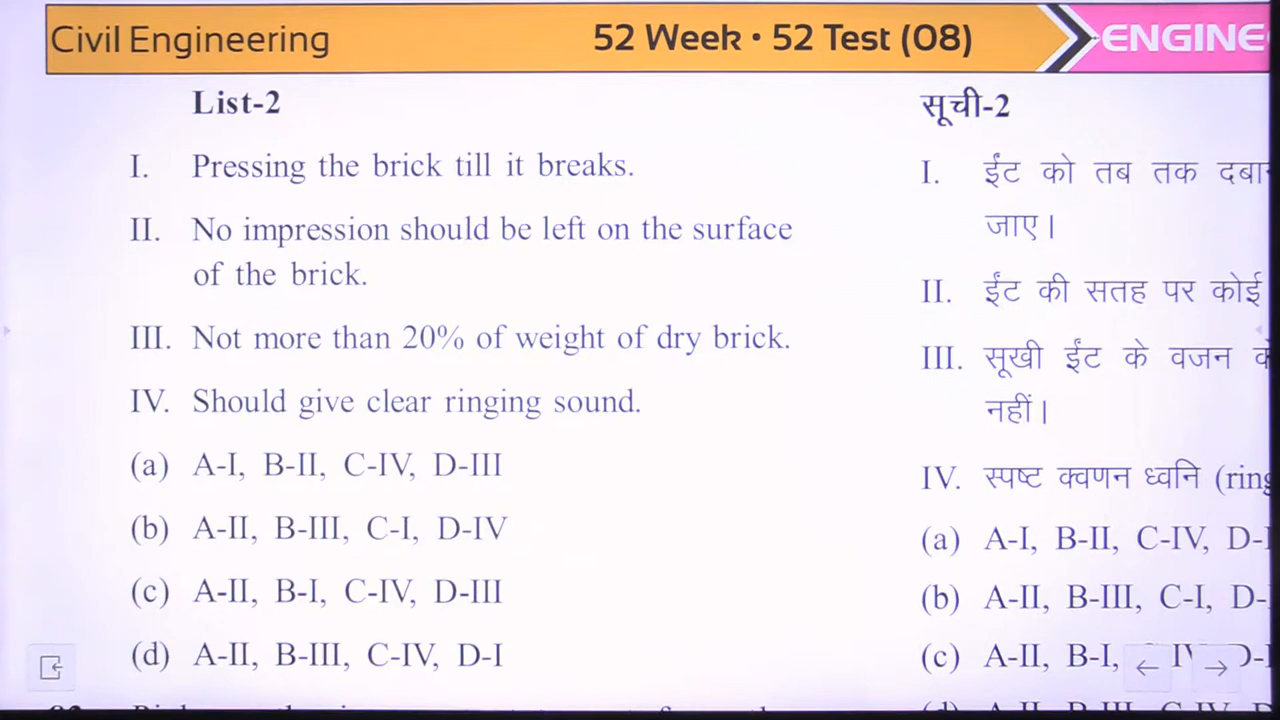 Civil Engineering
52 Week • 52 Test (08)
ENGINE
List-2
I. Pressing the brick till it breaks.
II. No impression should be left on the surface
of the brick.
III. Not more than 20% of weight of dry brick.
IV. Should give clear ringing sound.
(a) A-I, B-II, C-IV, D-III
(b) A-II, B-III, C-I, D-IV
(c) A-II, B-I, C-IV, D-III
(d) A-II, B-III, C-IV, D-I
सूची-2
I. ईंट को तब तक
जाए।
II. ईंट की सतह पर कोई
III. सूखी ईंट के वजन
नहीं।
IV. स्पष्ट क्वणन ध्वनि (ring
(a) A-I, B-II, C-IV, D-
(b) A-II, B-III, C-I, D-
(c) A-II, B-I,